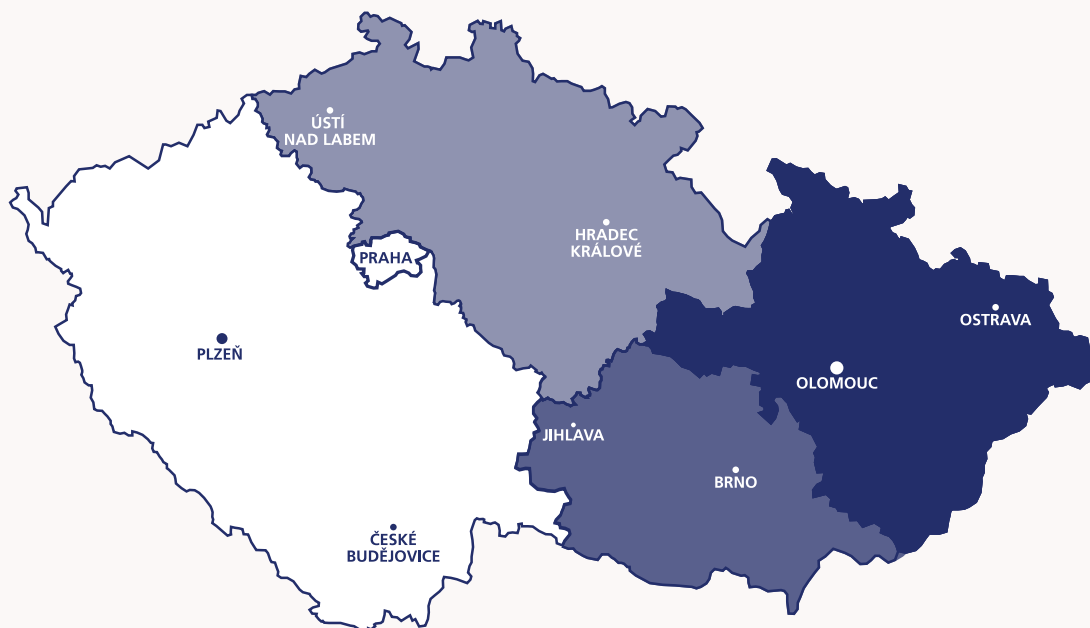 ÚSTÍ
NAD LABEM
HRADEC
KRÁLOVÉ
PRAHA
OSTRAVA
PLZEŇ
OLOMOUC
JIHLAVA
BRNO
ČESKÉ
BUDĚJOVICE